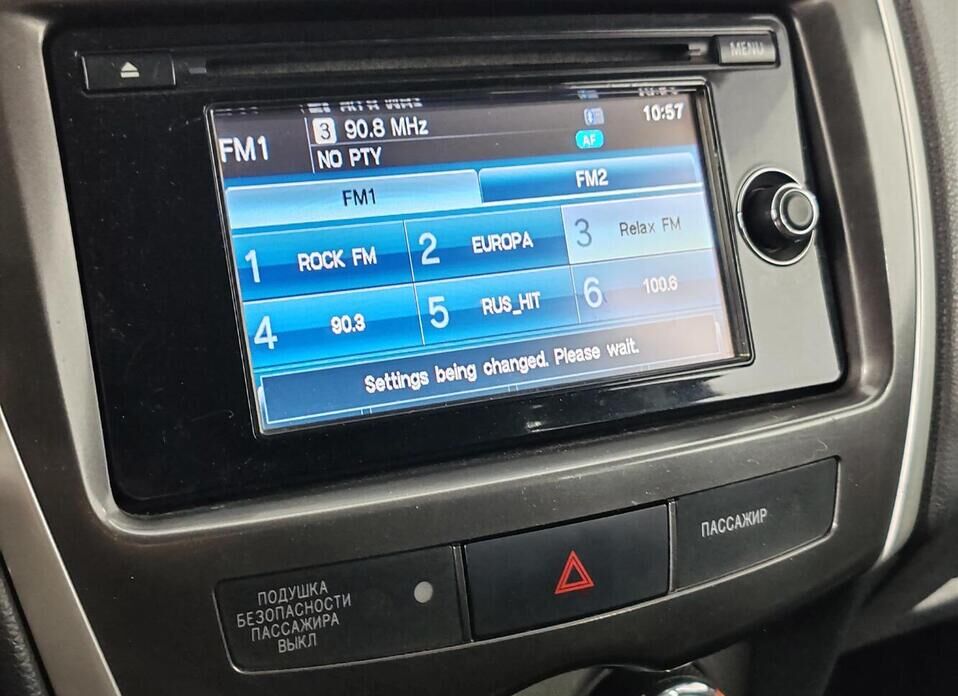 MENU
10:57
FM1
3 90.8 MHz
AF
NO PTY
FM1
FM2
1 ROCK FM
2 EUROPA
3 Relax FM
4 90.3
5 RUS_HIT
6 100.6
Settings being changed. Please wait.
ПАССАЖИР
ПОДУШКА
БЕЗОПАСНОСТИ
ПАССАЖИРА
ВЫКЛ